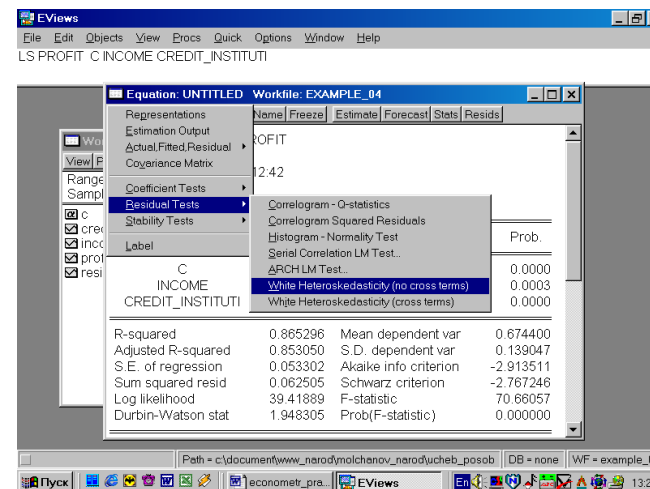 EViews
File Edit Objects View Procs Quick Options Window Help
LS PROFIT C INCOME CREDIT_INSTITUTI
Equation: UNTITLED Workfile: EXAMPLE_04
Name Freeze Estimate Forecast Stats Resids
Wo
View P
Range
Sampl
c
cre
inco
prof
resi
Representations
Estimation Output
Actual,Fitted,Residual
Covariance Matrix
Coefficient Tests
Residual Tests
Stability Tests
Label
ROFIT
12:42
Correlogram - Q-statistics
Correlogram Squared Residuals
Histogram - Normality Test
Serial Correlation LM Test...
ARCH LM Test...
White Heteroskedasticity (no cross terms)
White Heteroskedasticity (cross terms)
Prob.
C 0.0000
INCOME 0.0003
CREDIT_INSTITUTI 0.0000
R-squared 0.865296 Mean dependent var 0.674400
Adjusted R-squared 0.853050 S.D. dependent var 0.139047
S.E. of regression 0.053302 Akaike info criterion -2.913511
Sum squared resid 0.062505 Schwarz criterion -2.767246
Log likelihood 39.41889 F-statistic 70.66057
Durbin-Watson stat 1.948305 Prob(F-statistic) 0.000000
Path = c:\document\www_narod\molchanov_narod\ucheb_posob DB = none WF = example_
Пуск econometr_pra... EViews En 13:2